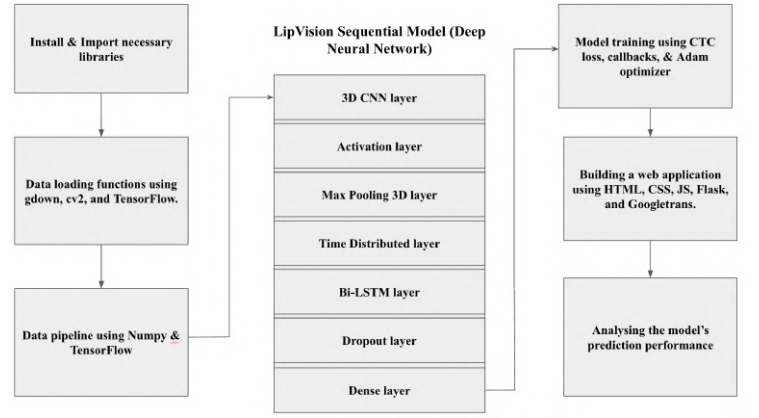 Install & Import necessary
libraries
Data loading functions using
gdown, cv2, and TensorFlow.
Data pipeline using Numpy &
TensorFlow
LipVision Sequential Model (Deep
Neural Network)
3D CNN layer
Activation layer
Max Pooling 3D layer
Time Distributed layer
Bi-LSTM layer
Dropout layer
Dense layer
Model training using CTC
loss, callbacks, & Adam
optimizer
Building a web application
using HTML, CSS, JS, Flask,
and Googletrans.
Analysing the model's
prediction performance